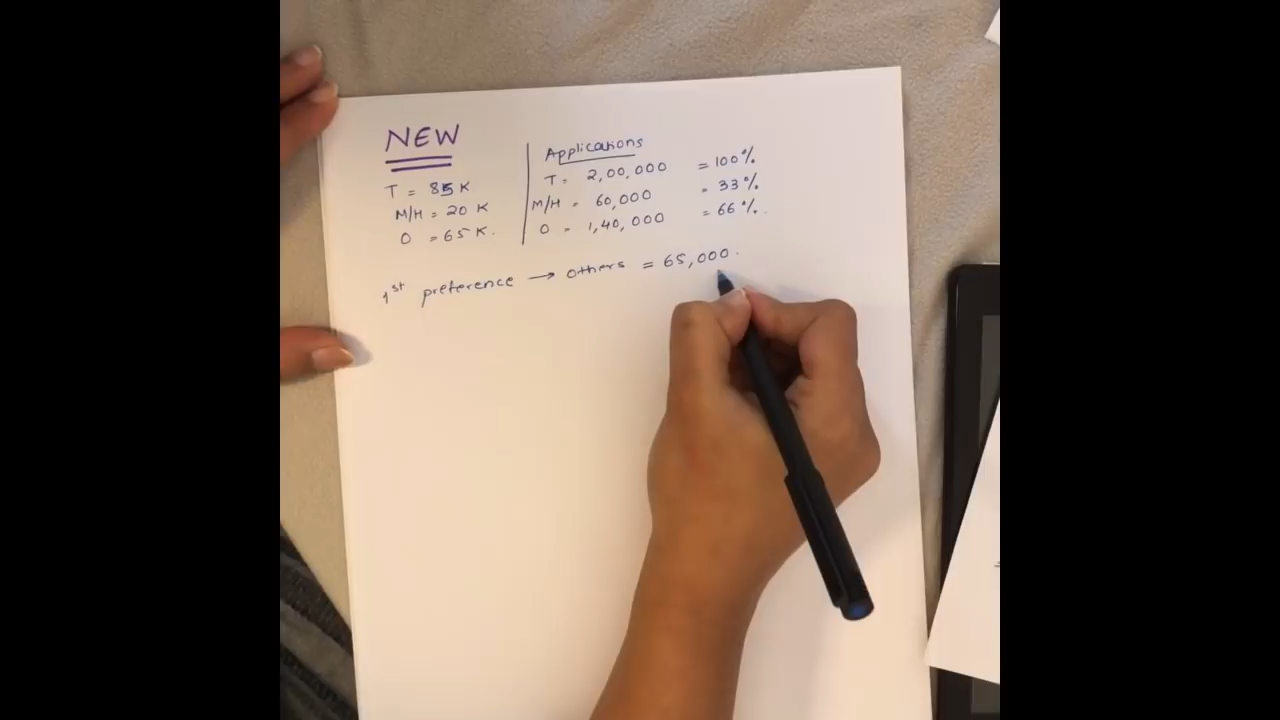 NEW
T = 85 K
M/H = 20 K
O = 65 K.
Applications
T = 2,00,000 = 100%
M/H = 60,000 = 33%
O = 1,40,000 = 66%.
1st preference → others = 65,000.